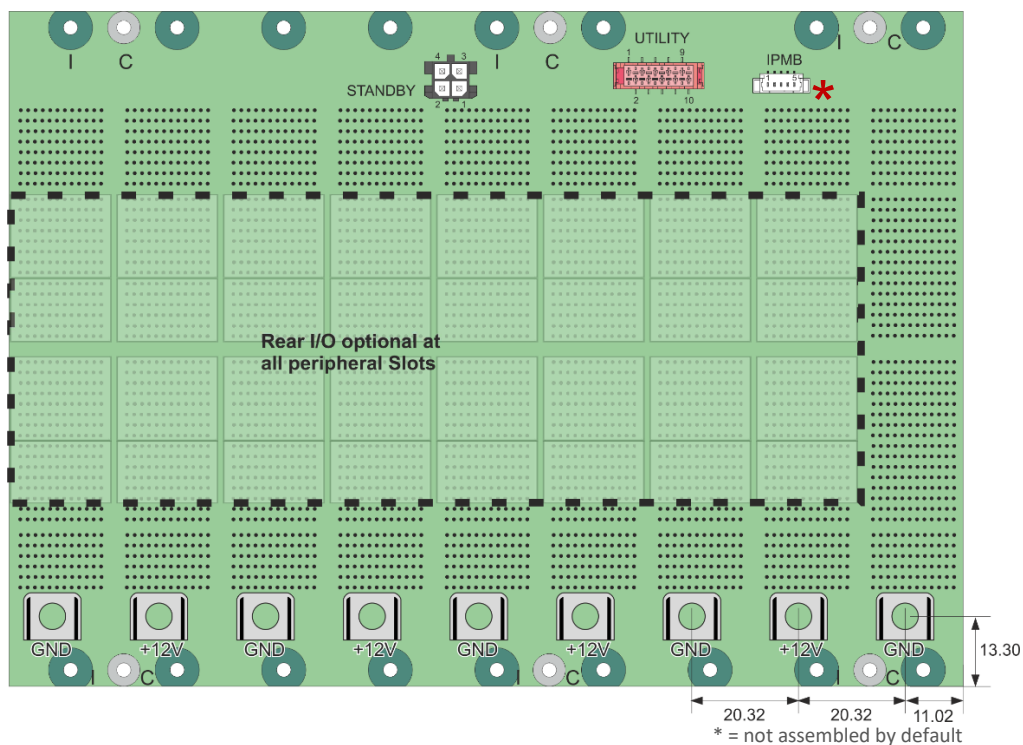 I C I C I C
UTILITY
1 9
IPMB
4 3
1 5 *
STANDBY
2 1
2 10
Rear I/O optional at
all peripheral Slots
GND +12V GND +12V GND +12V GND +12V GND
I C I C I C
13.30
20.32 20.32 11.02
* = not assembled by default